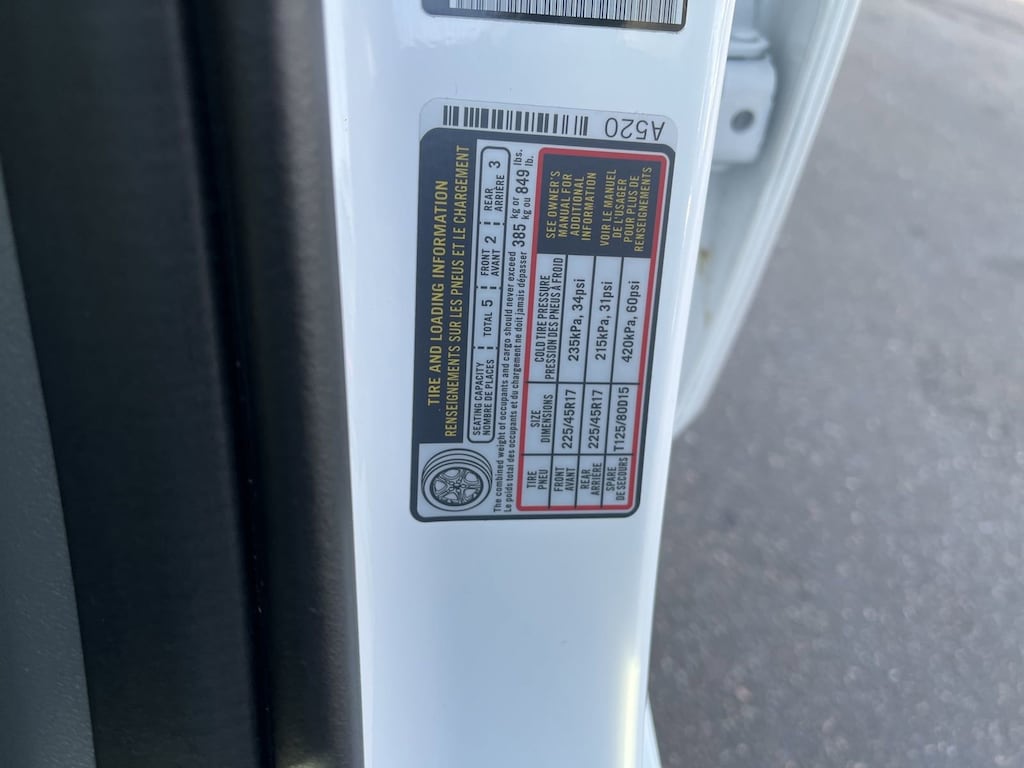 A520
TIRE AND LOADING INFORMATION
RENSEIGNEMENTS SUR LES PNEUS ET LE CHARGEMENT
SEATING CAPACITY
NOMBRE DE PLACES
TOTAL 5
FRONT
AVANT 2
REAR
ARRIÈRE 3
The combined weight of occupants and cargo should never exceed 385 kg or 849 lbs.
Le poids total des occupants et du chargement ne doit jamais dépasser 385 kg ou 849 lb.
TIRE
PNEU
SIZE
DIMENSIONS
COLD TIRE PRESSURE
PRESSION DES PNEUS À FROID
FRONT
AVANT
225/45R17
235kPa, 34psi
REAR
ARRIÈRE
225/45R17
215kPa, 31psi
SPARE
DE SECOURS
T125/80D15
420kPa, 60psi
SEE OWNER'S
MANUAL FOR
ADDITIONAL
INFORMATION
VOIR LE MANUEL
DE L'USAGER
POUR PLUS DE
RENSEIGNEMENTS